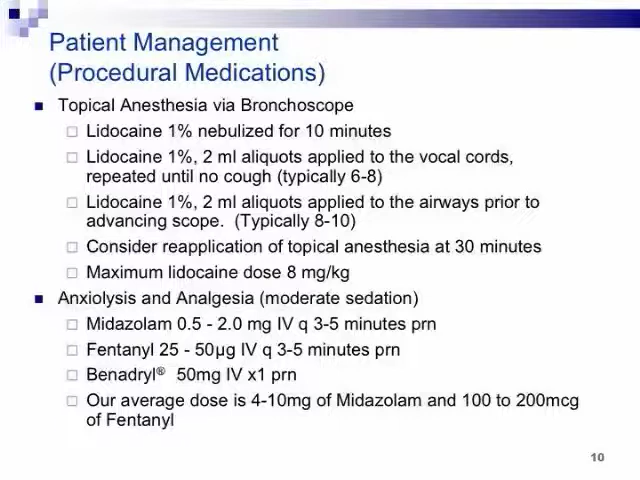 Patient Management
(Procedural Medications)
Topical Anesthesia via Bronchoscope
Lidocaine 1% nebulized for 10 minutes
Lidocaine 1%, 2 ml aliquots applied to the vocal cords,
repeated until no cough (typically 6-8)
Lidocaine 1%, 2 ml aliquots applied to the airways prior to
advancing scope. (Typically 8-10)
Consider reapplication of topical anesthesia at 30 minutes
Maximum lidocaine dose 8 mg/kg
Anxiolysis and Analgesia (moderate sedation)
Midazolam 0.5 - 2.0 mg IV q 3-5 minutes prn
Fentanyl 25 - 50µg IV q 3-5 minutes prn
Benadryl® 50mg IV x1 prn
Our average dose is 4-10mg of Midazolam and 100 to 200mcg
of Fentanyl
10